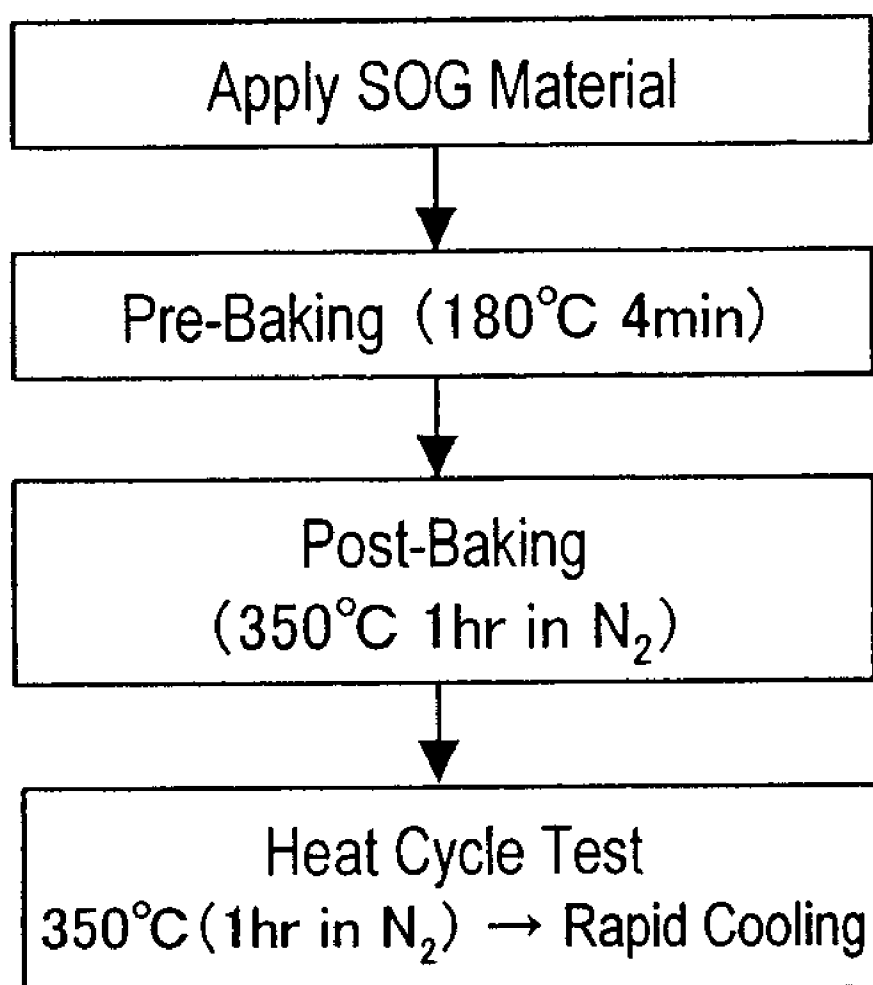 Apply SOG Material
Pre-Baking (180°C 4min)
Post-Baking
(350°C 1hr in N₂)
Heat Cycle Test
350°C (1hr in N₂) → Rapid Cooling